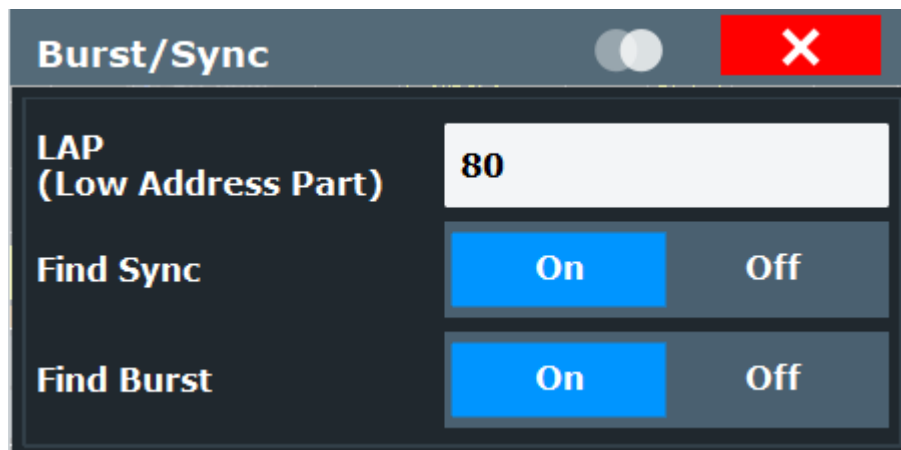 Burst/Sync
LAP
(Low Address Part)
80
Find Sync
On
Off
Find Burst
On
Off